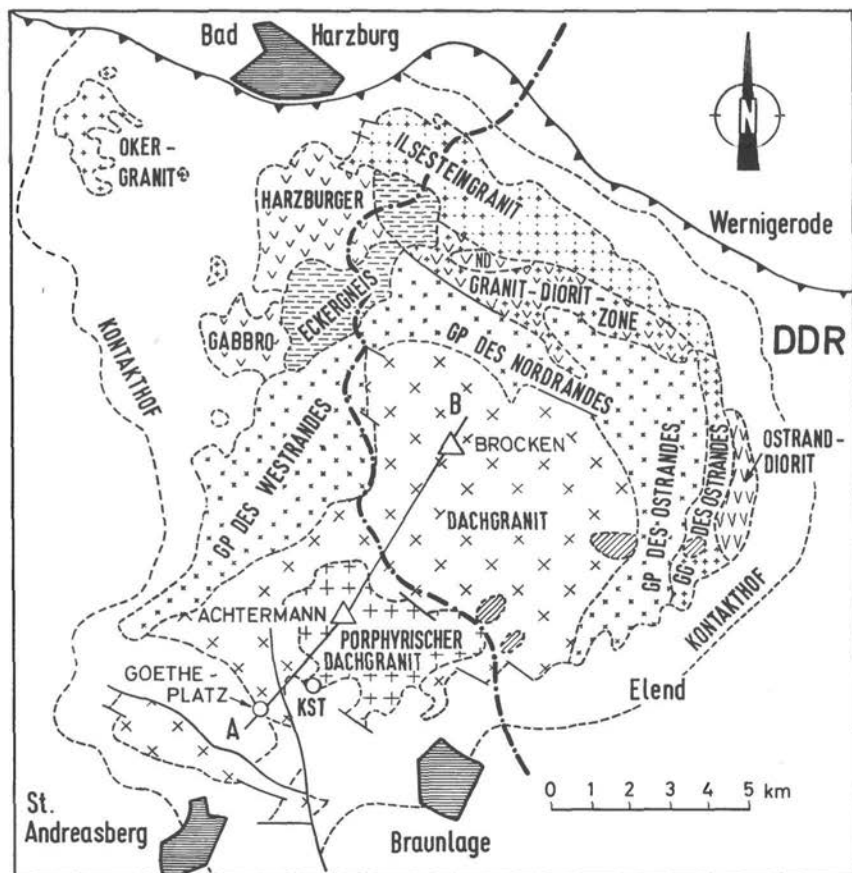 Bad Harzburg
N
OKER-
GRANIT
ILSESTEINGRANIT
HARZBURGER
Wernigerode
ND
GRANIT-DIORIT-
ZONE
ECKERGNEIS
GABBRO
DDR
KONTAKTHOF
GP DES NORDRANDES
B
BROCKEN
OSTRAND-
DIORIT
GP DES WESTRANDES
GP DES OSTRANDES
GG DES OSTRANDES
DACHGRANIT
KONTAKTHOF
ACHTERMANN
PORPHYRISCHER
DACHGRANIT
GOETHE-
PLATZ
KST
A
Elend
0 1 2 3 4 5 km
St.
Andreasberg
Braunlage